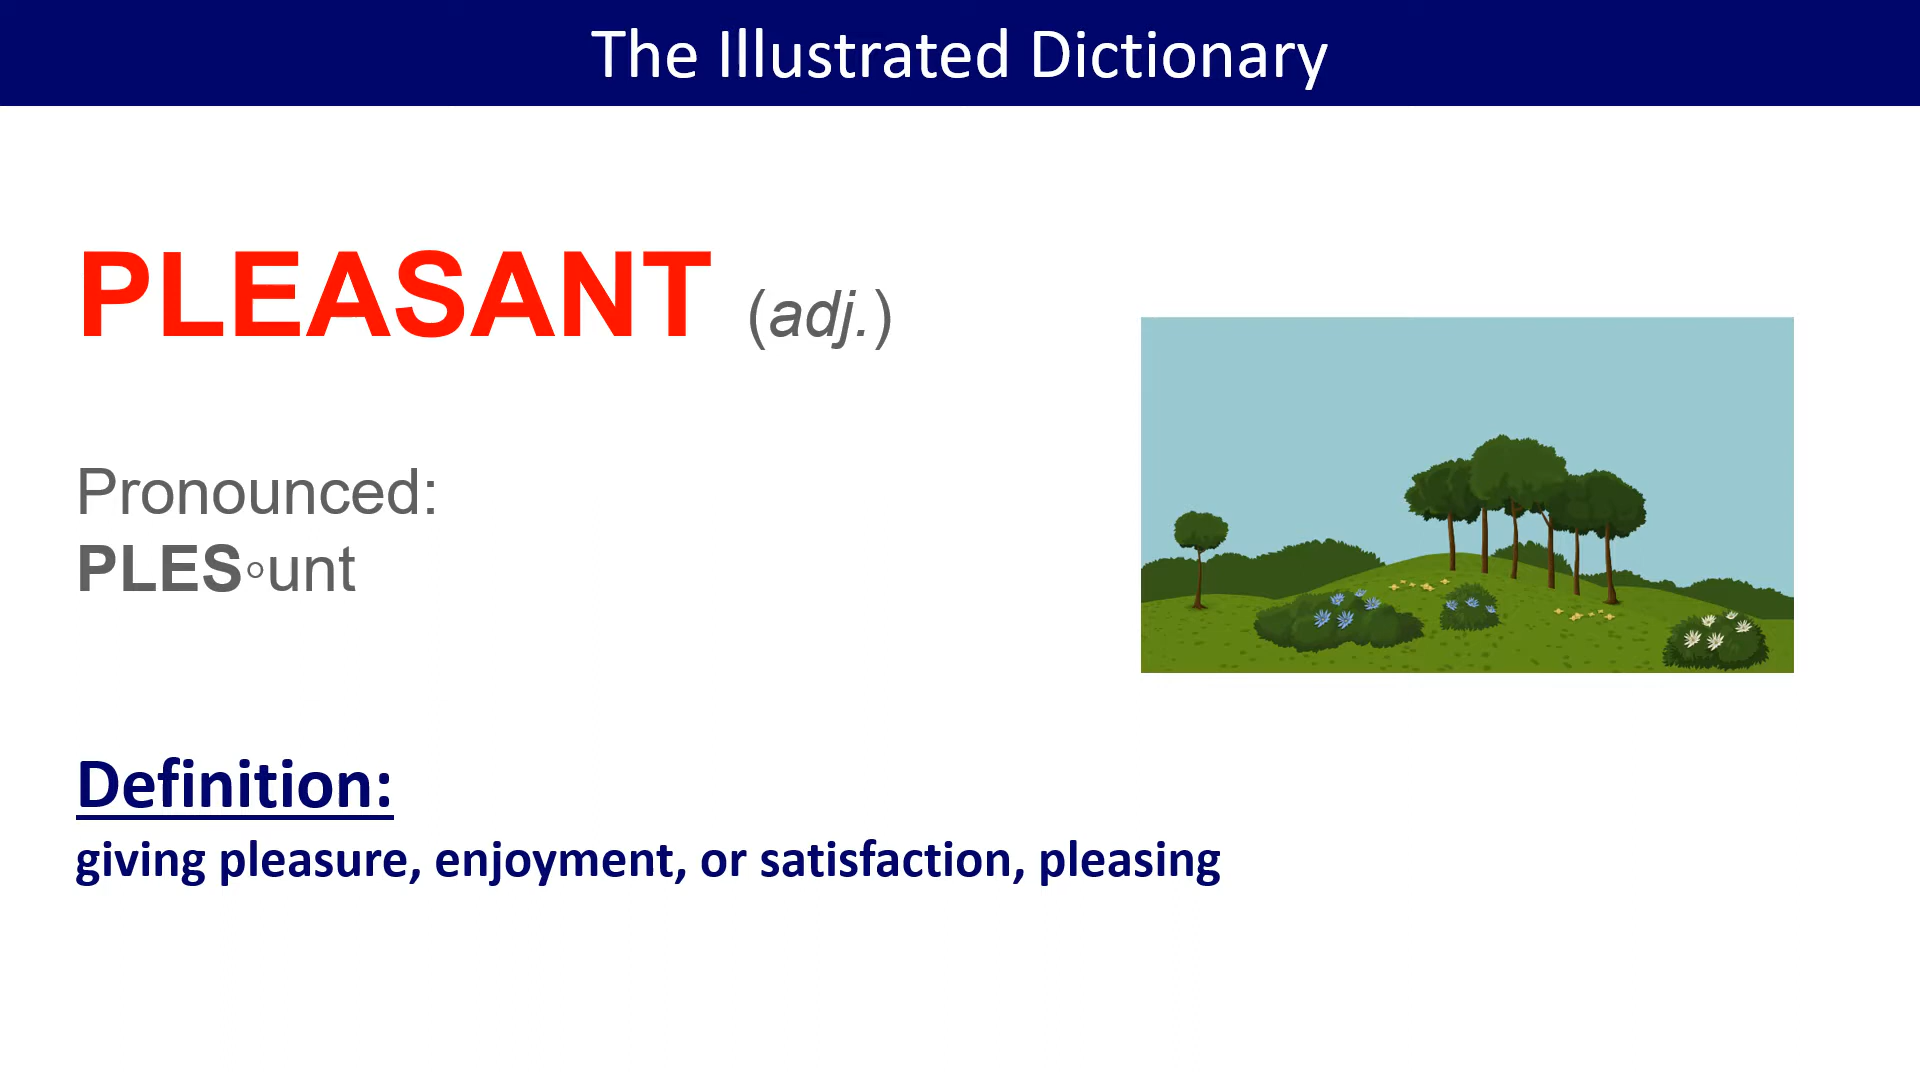 The Illustrated Dictionary
PLEASANT (adj.)
Pronounced:
PLES◦unt
Definition:
giving pleasure, enjoyment, or satisfaction, pleasing